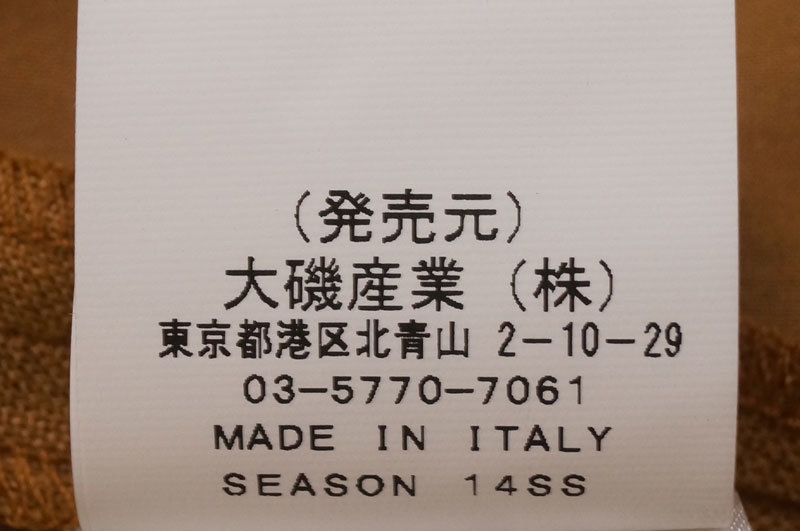 （発売元）
大磯産業（株）
東京都港区北青山 2−10−29
03−5770−7061
MADE IN ITALY
SEASON 14SS